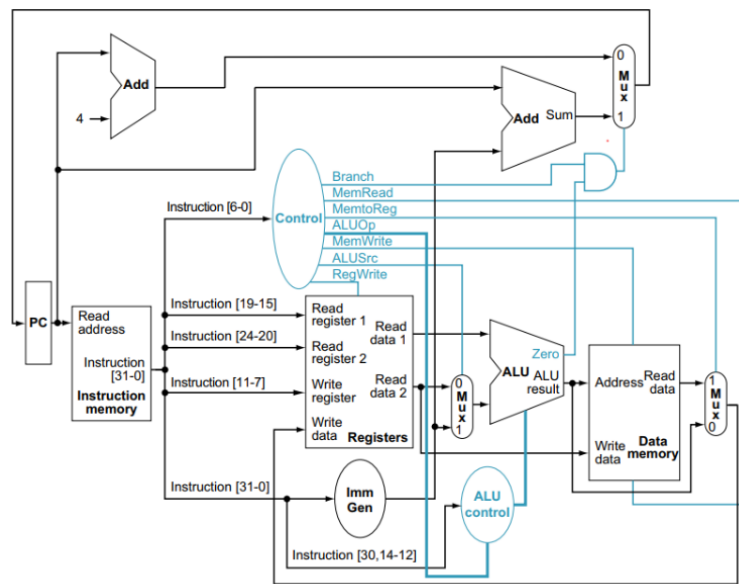 Add
4
Add Sum
0
M
u
x
1
Branch
MemRead
MemtoReg
ALUOp
MemWrite
ALUSrc
RegWrite
Control
Instruction [6-0]
PC
Read
address
Instruction
[31-0]
Instruction
memory
Instruction [19-15]
Instruction [24-20]
Instruction [11-7]
Read
register 1
Read
register 2
Write
register
Write
data
Read
data 1
Read
data 2
Registers
0
M
u
x
1
Zero
ALU
ALU
result
Address
Read
data
Write
data
Data
memory
1
M
u
x
0
Instruction [31-0]
Imm
Gen
ALU
control
Instruction [30,14-12]